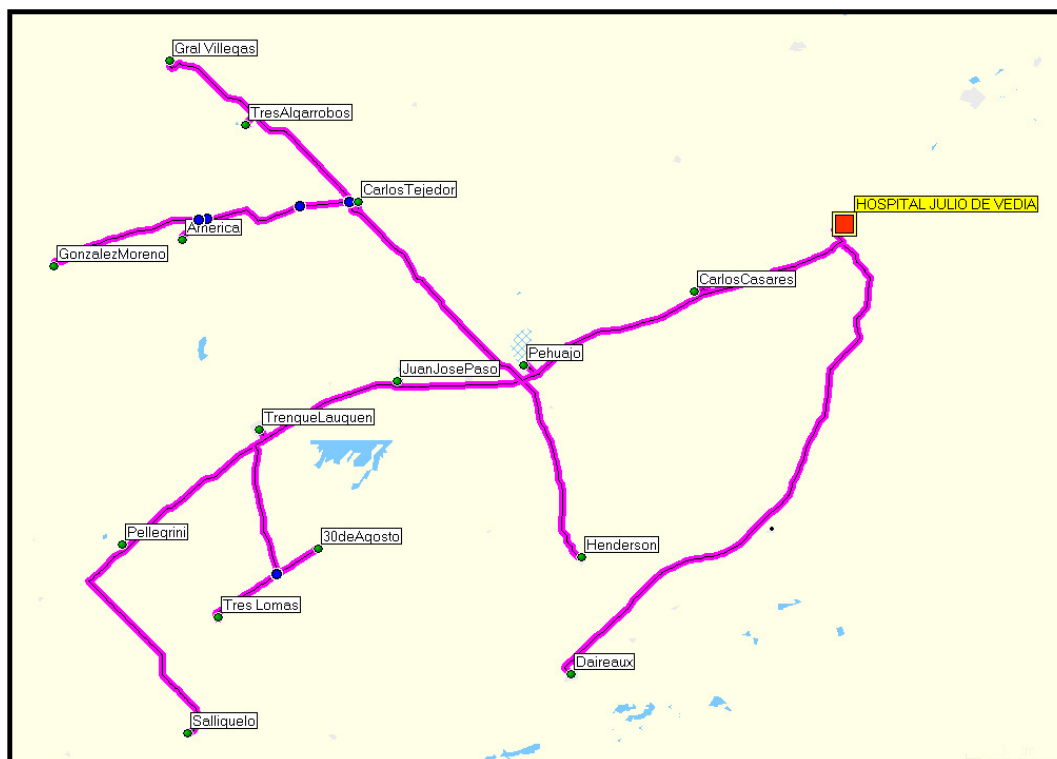 Gral Villegas
TresAlgarrobos
CarlosTejedor
HOSPITAL JULIO DE VEDIA
America
GonzalezMoreno
CarlosCasares
Pehuajo
JuanJosePaso
TrenqueLauquen
Pellegrini
30deAgosto
Henderson
Tres Lomas
Daireaux
Salliquelo